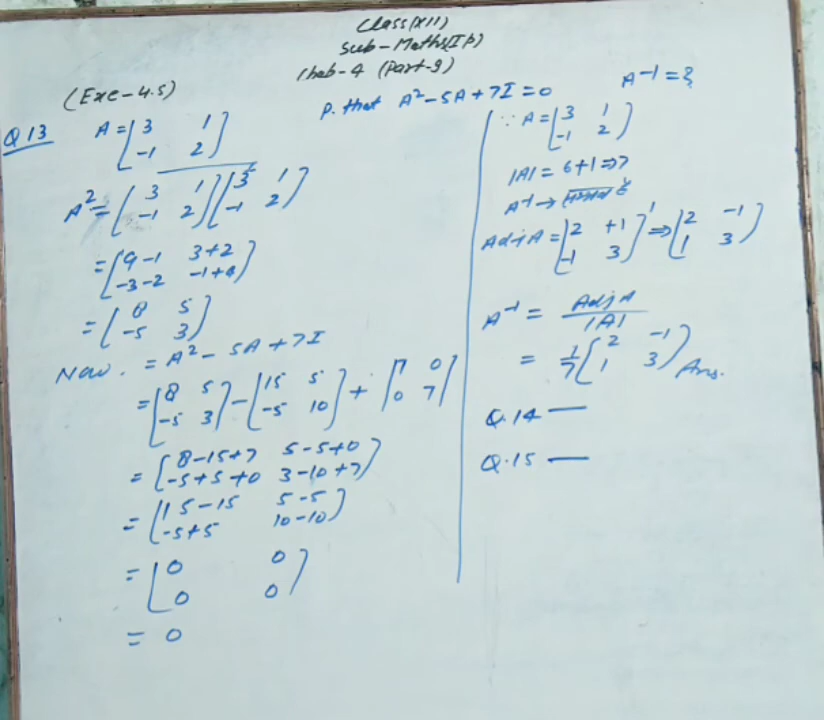 Class(XII)
Sub-Maths(IP)
Chab-4 (Part-9)
(Exe-4.5)
P. that A²-5A+7I=0 A⁻¹=?
Q13 A=[3 1
-1 2]
A²=[3 1 [3 1
-1 2] -1 2]
=[9-1 3+2
-3-2 -1+4]
=[8 5
-5 3]
Now. = A²-5A+7I
=[8 5 -[15 5 +[7 0
-5 3] -5 10] 0 7]
=[8-15+7 5-5+0
-5+5+0 3-10+7]
=[15-15 5-5
-5+5 10-10]
=[0 0
0 0]
= 0
∵ A=[3 1
-1 2]
|A|=6+1⇒7
A⁻¹→
AdjA=[2 +1 ]'⇒[2 -1
-1 3 1 3]
A⁻¹ = AdjA
|A|
= 1/7[2 -1
1 3] Ans.
Q.14 —
Q.15 —